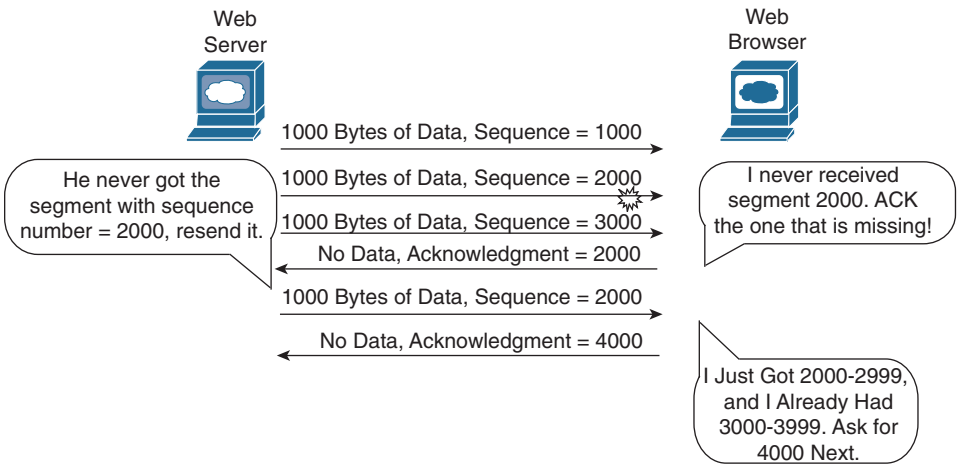 Web
Server
Web
Browser
1000 Bytes of Data, Sequence = 1000
He never got the
segment with sequence
number = 2000, resend it.
1000 Bytes of Data, Sequence = 2000
1000 Bytes of Data, Sequence = 3000
I never received
segment 2000. ACK
the one that is missing!
No Data, Acknowledgment = 2000
1000 Bytes of Data, Sequence = 2000
No Data, Acknowledgment = 4000
I Just Got 2000-2999,
and I Already Had
3000-3999. Ask for
4000 Next.